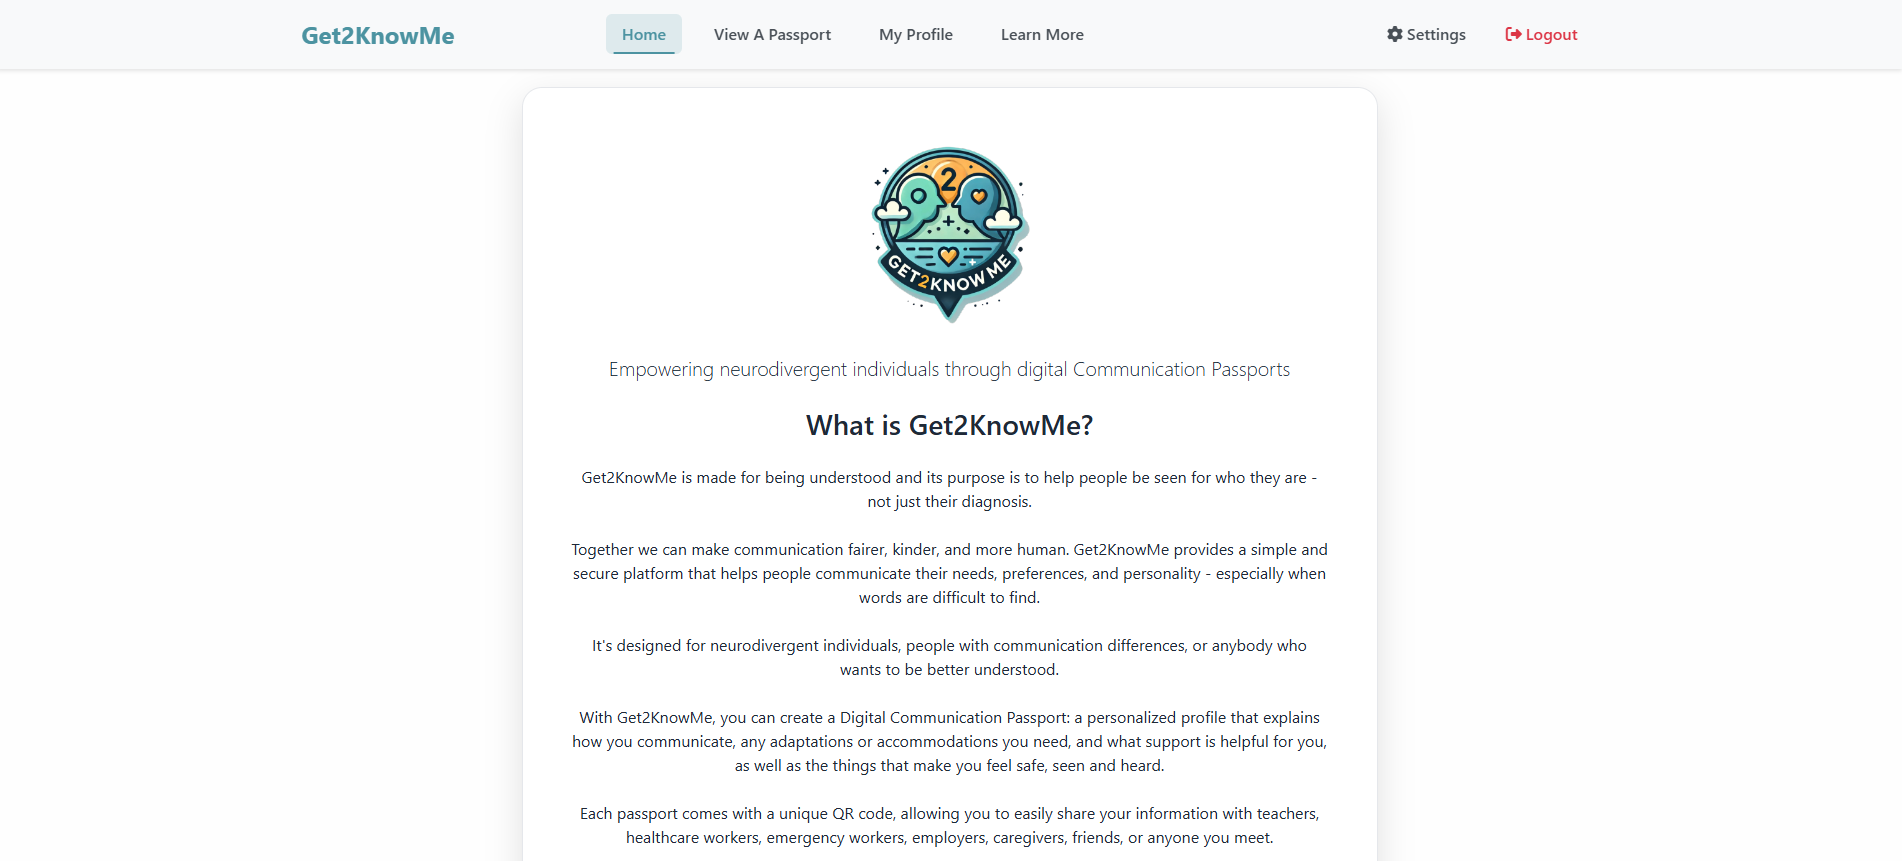 Get2KnowMe
Home
View A Passport
My Profile
Learn More
Settings
Logout
2
GET2KNOWME
Empowering neurodivergent individuals through digital Communication Passports
What is Get2KnowMe?
Get2KnowMe is made for being understood and its purpose is to help people be seen for who they are -
not just their diagnosis.
Together we can make communication fairer, kinder, and more human. Get2KnowMe provides a simple and
secure platform that helps people communicate their needs, preferences, and personality - especially when
words are difficult to find.
It's designed for neurodivergent individuals, people with communication differences, or anybody who
wants to be better understood.
With Get2KnowMe, you can create a Digital Communication Passport: a personalized profile that explains
how you communicate, any adaptations or accommodations you need, and what support is helpful for you,
as well as the things that make you feel safe, seen and heard.
Each passport comes with a unique QR code, allowing you to easily share your information with teachers,
healthcare workers, emergency workers, employers, caregivers, friends, or anyone you meet.